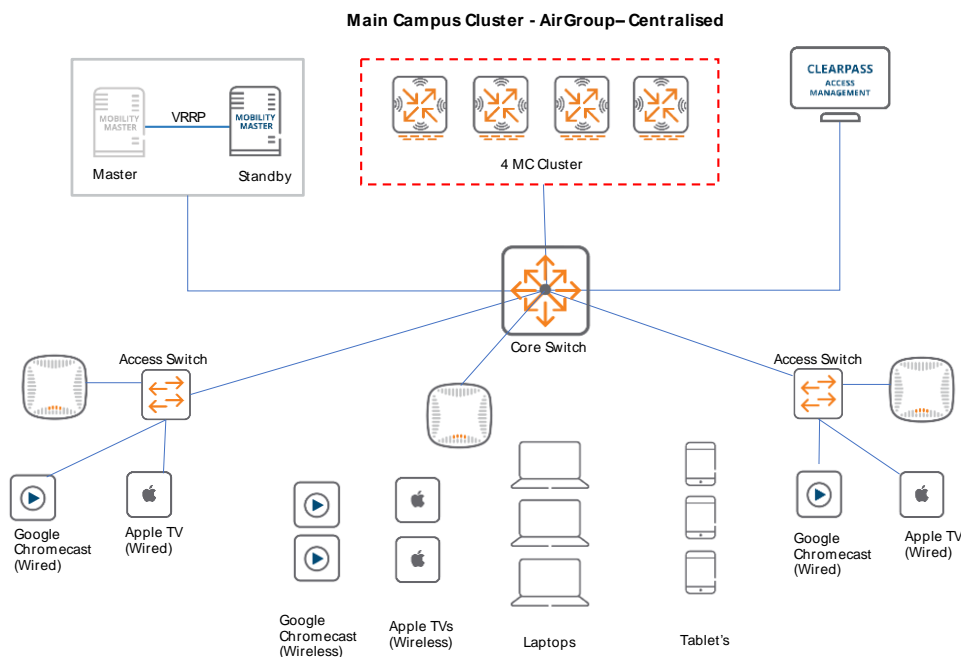 Main Campus Cluster - AirGroup– Centralised
MOBILITY
MASTER
VRRP
MOBILITY
MASTER
Master
Standby
4 MC Cluster
CLEARPASS
ACCESS
MANAGEMENT
Core Switch
Access Switch
Access Switch
Google
Chromecast
(Wired)
Apple TV
(Wired)
Google
Chromecast
(Wireless)
Apple TVs
(Wireless)
Laptops
Tablet's
Google
Chromecast
(Wired)
Apple TV
(Wired)